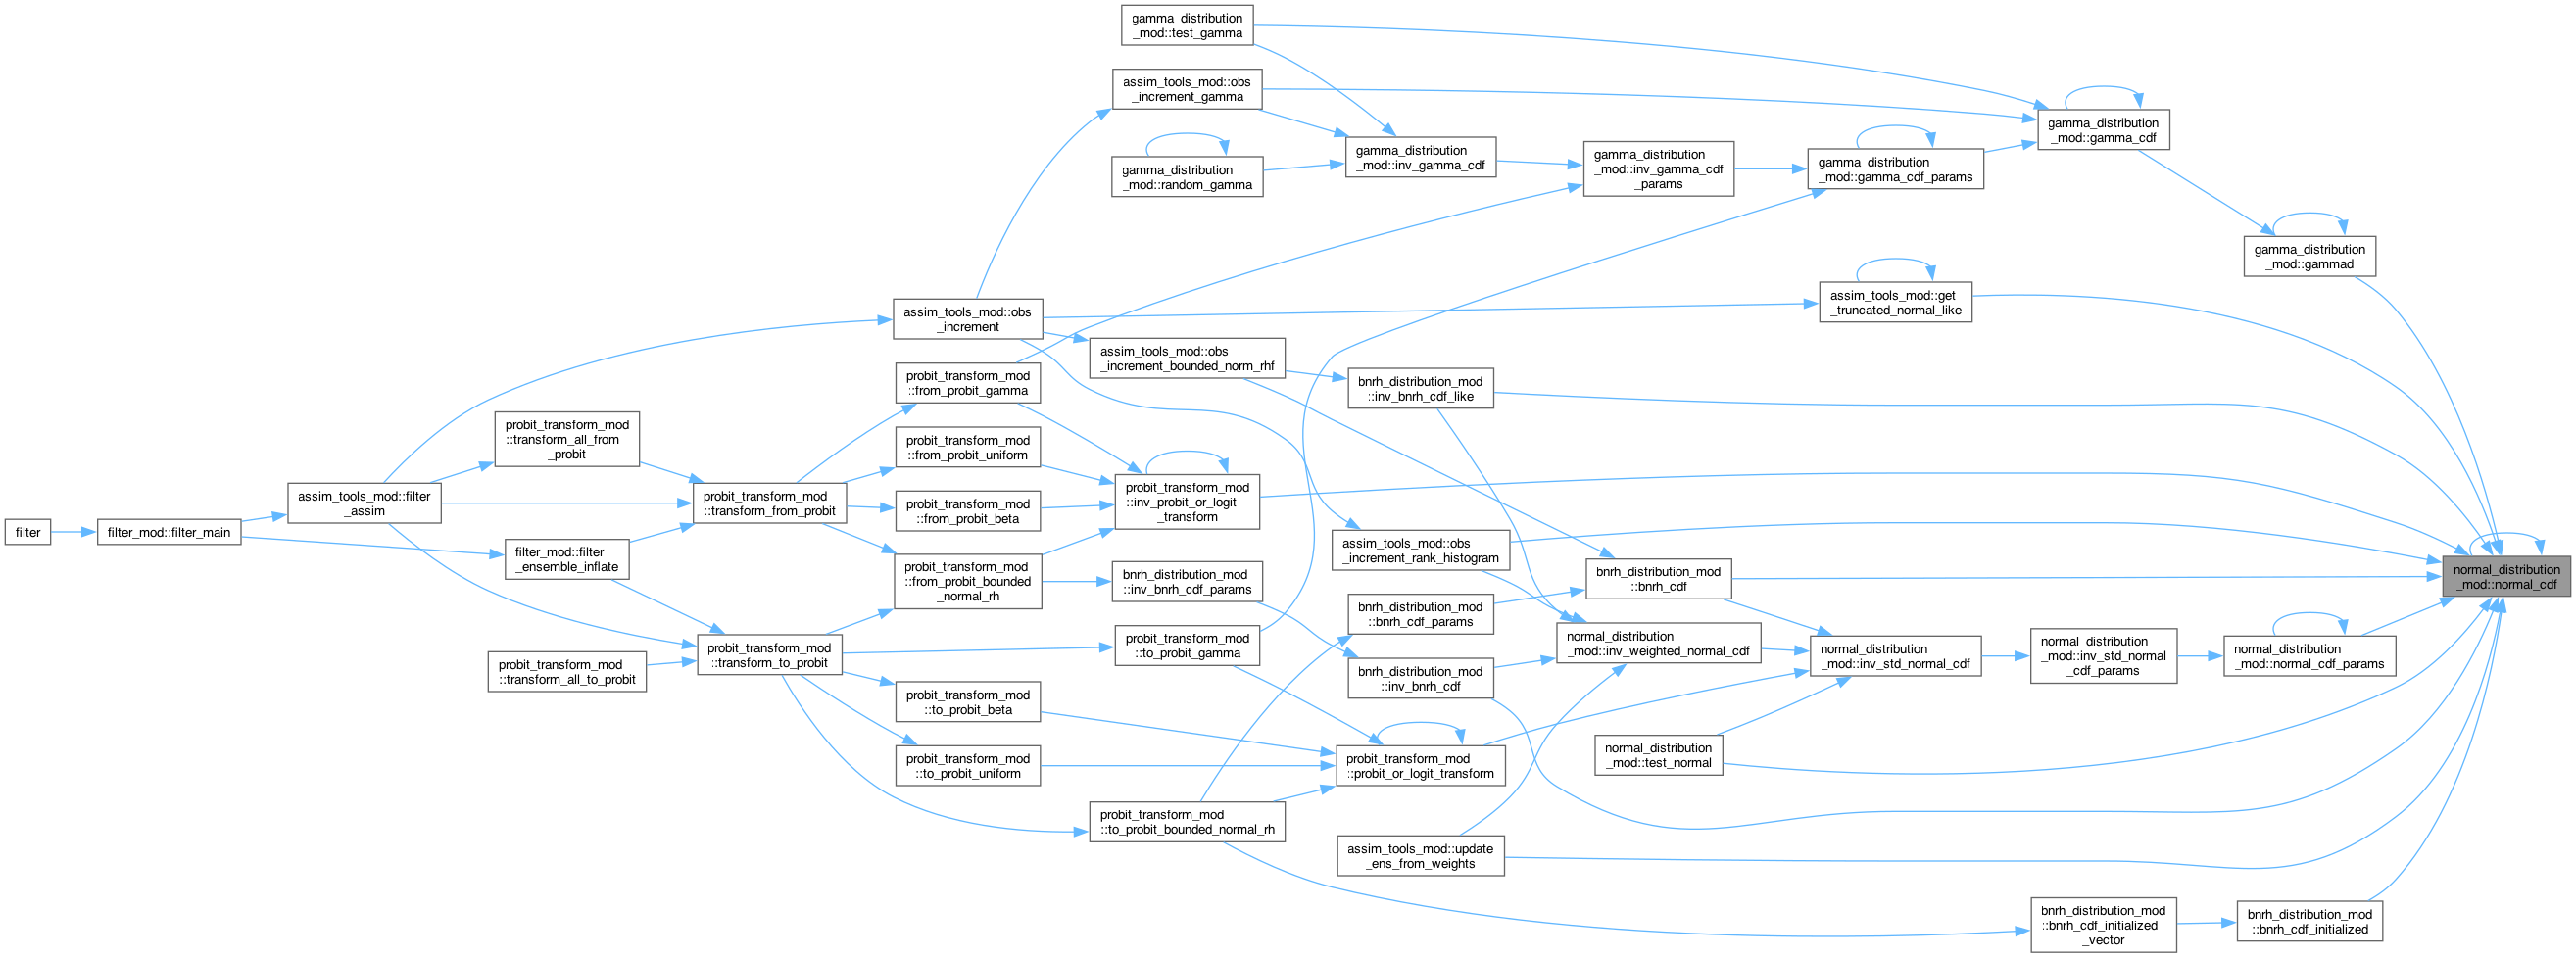 gamma_distribution
_mod::test_gamma
assim_tools_mod::obs
_increment_gamma
gamma_distribution
_mod::random_gamma
gamma_distribution
_mod::inv_gamma_cdf
gamma_distribution
_mod::inv_gamma_cdf
_params
gamma_distribution
_mod::gamma_cdf_params
gamma_distribution
_mod::gamma_cdf
gamma_distribution
_mod::gammad
assim_tools_mod::get
_truncated_normal_like
assim_tools_mod::obs
_increment
assim_tools_mod::obs
_increment_bounded_norm_rhf
probit_transform_mod
::from_probit_gamma
bnrh_distribution_mod
::inv_bnrh_cdf_like
probit_transform_mod
::transform_all_from
_probit
probit_transform_mod
::from_probit_uniform
assim_tools_mod::filter
_assim
probit_transform_mod
::transform_from_probit
probit_transform_mod
::from_probit_beta
probit_transform_mod
::inv_probit_or_logit
_transform
filter
filter_mod::filter_main
filter_mod::filter
_ensemble_inflate
probit_transform_mod
::from_probit_bounded
_normal_rh
bnrh_distribution_mod
::inv_bnrh_cdf_params
assim_tools_mod::obs
_increment_rank_histogram
bnrh_distribution_mod
::bnrh_cdf
normal_distribution
_mod::normal_cdf
bnrh_distribution_mod
::bnrh_cdf_params
probit_transform_mod
::transform_to_probit
probit_transform_mod
::transform_all_to_probit
probit_transform_mod
::to_probit_gamma
bnrh_distribution_mod
::inv_bnrh_cdf
normal_distribution
_mod::inv_weighted_normal_cdf
normal_distribution
_mod::inv_std_normal_cdf
normal_distribution
_mod::inv_std_normal
_cdf_params
normal_distribution
_mod::normal_cdf_params
probit_transform_mod
::to_probit_beta
probit_transform_mod
::to_probit_uniform
probit_transform_mod
::probit_or_logit_transform
normal_distribution
_mod::test_normal
probit_transform_mod
::to_probit_bounded_normal_rh
assim_tools_mod::update
_ens_from_weights
bnrh_distribution_mod
::bnrh_cdf_initialized
_vector
bnrh_distribution_mod
::bnrh_cdf_initialized